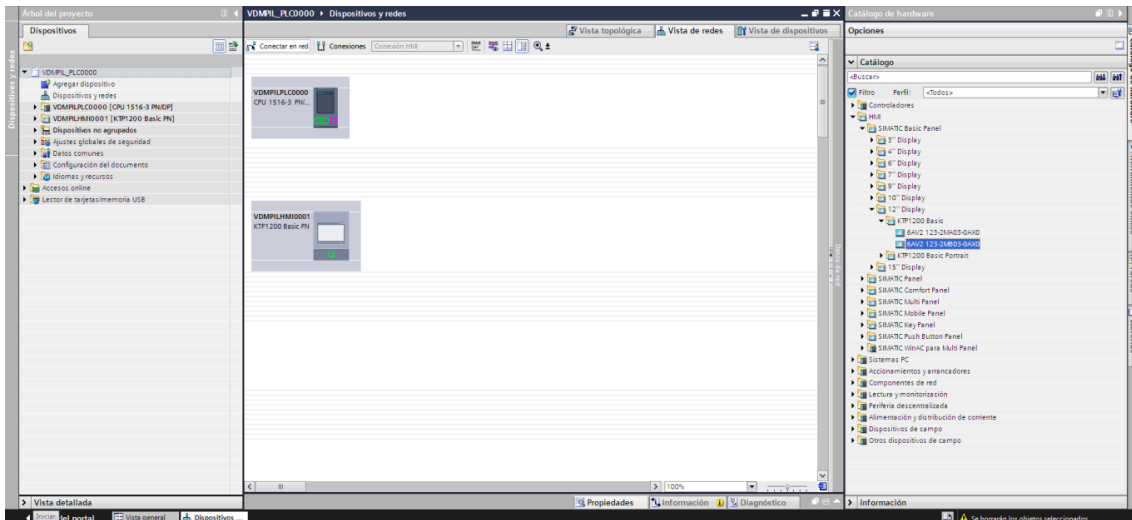 Árbol del proyecto
VDMPIL_PLC0000 ▸ Dispositivos y redes
Catálogo de hardware
Dispositivos
Vista topológica
Vista de redes
Vista de dispositivos
Opciones
Conectar en red
Conexiones
Conexión HMI
Catálogo
<Buscar>
Filtro
Perfil:
<Todos>
VDMPIL_PLC0000
Agregar dispositivo
Dispositivos y redes
VDMPILPLC0000 [CPU 1516-3 PN/DP]
VDMPILHMI0001 [KTP1200 Basic PN]
Dispositivos no agrupados
Ajustes globales de seguridad
Datos comunes
Configuración del documento
Idiomas y recursos
Accesos online
Lector de tarjetas/memoria USB
VDMPILPLC0000
CPU 1516-3 PN/...
VDMPILHMI0001
KTP1200 Basic PN
Controladores
HMI
SIMATIC Basic Panel
3" Display
4" Display
6" Display
7" Display
9" Display
10" Display
12" Display
KTP1200 Basic
6AV2 123-2MA03-0AX0
6AV2 123-2MB03-0AX0
KTP1200 Basic Portrait
15" Display
SIMATIC Panel
SIMATIC Comfort Panel
SIMATIC Multi Panel
SIMATIC Mobile Panel
SIMATIC Key Panel
SIMATIC Push Button Panel
SIMATIC WinAC para Multi Panel
Sistemas PC
Accionamientos y arrancadores
Componentes de red
Lectura y monitorización
Periferia descentralizada
Alimentación y distribución de corriente
Dispositivos de campo
Otros dispositivos de campo
Dispositivos y redes
Datos de red
100%
Vista detallada
Propiedades
Información
Diagnóstico
Información
Iniciar
del portal
Vista general
Dispositivos ...
Se borrarán los objetos seleccionados